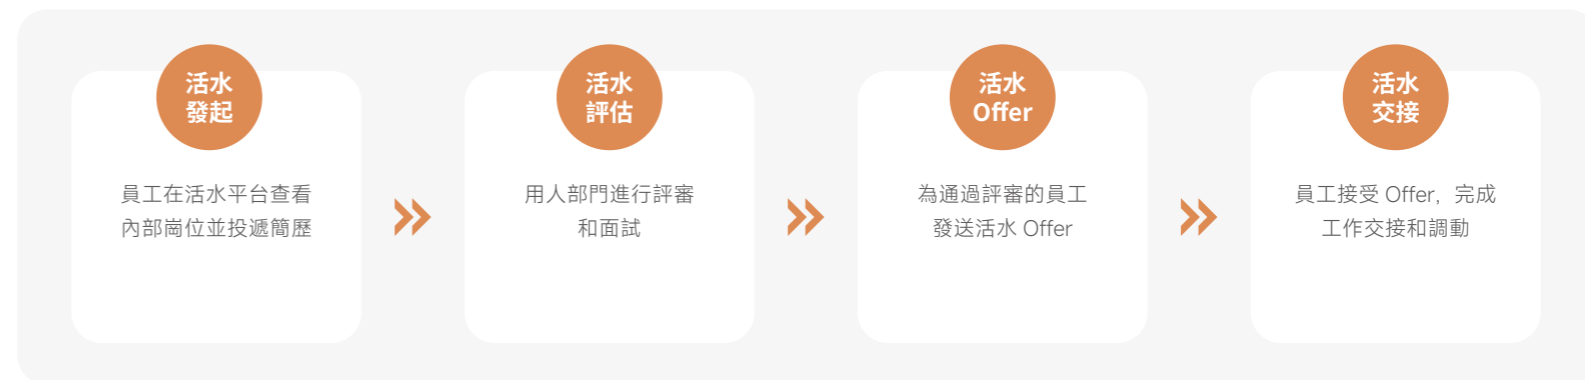 活水
發起
員工在活水平台查看
內部崗位並投遞簡歷
活水
評估
用人部門進行評審
和面試
活水
Offer
為通過評審的員工
發送活水 Offer
活水
交接
員工接受 Offer，完成
工作交接和調動